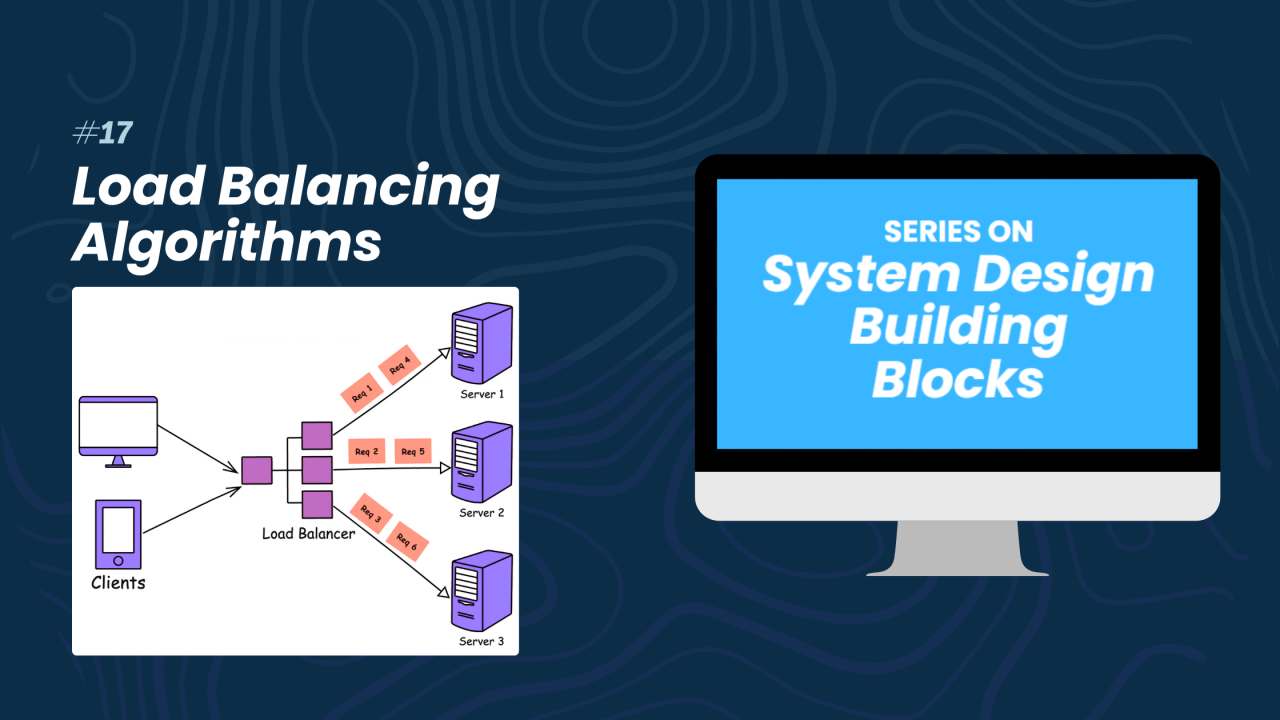 #17
Load Balancing
Algorithms
Req 1
Req 4
Server 1
Req 2
Req 5
Server 2
Req 3
Req 6
Load Balancer
Clients
Server 3
SERIES ON
System Design
Building
Blocks